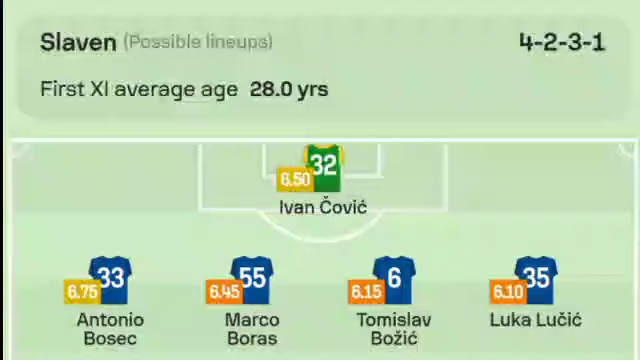 Slaven (Possible lineups) 4-2-3-1
First XI average age 28.0 yrs
32
6.50
Ivan Čović
33 55 6 35
6.75 6.45 6.15 6.10
Antonio Marco Tomislav Luka Lučić
Bosec Boras Božić